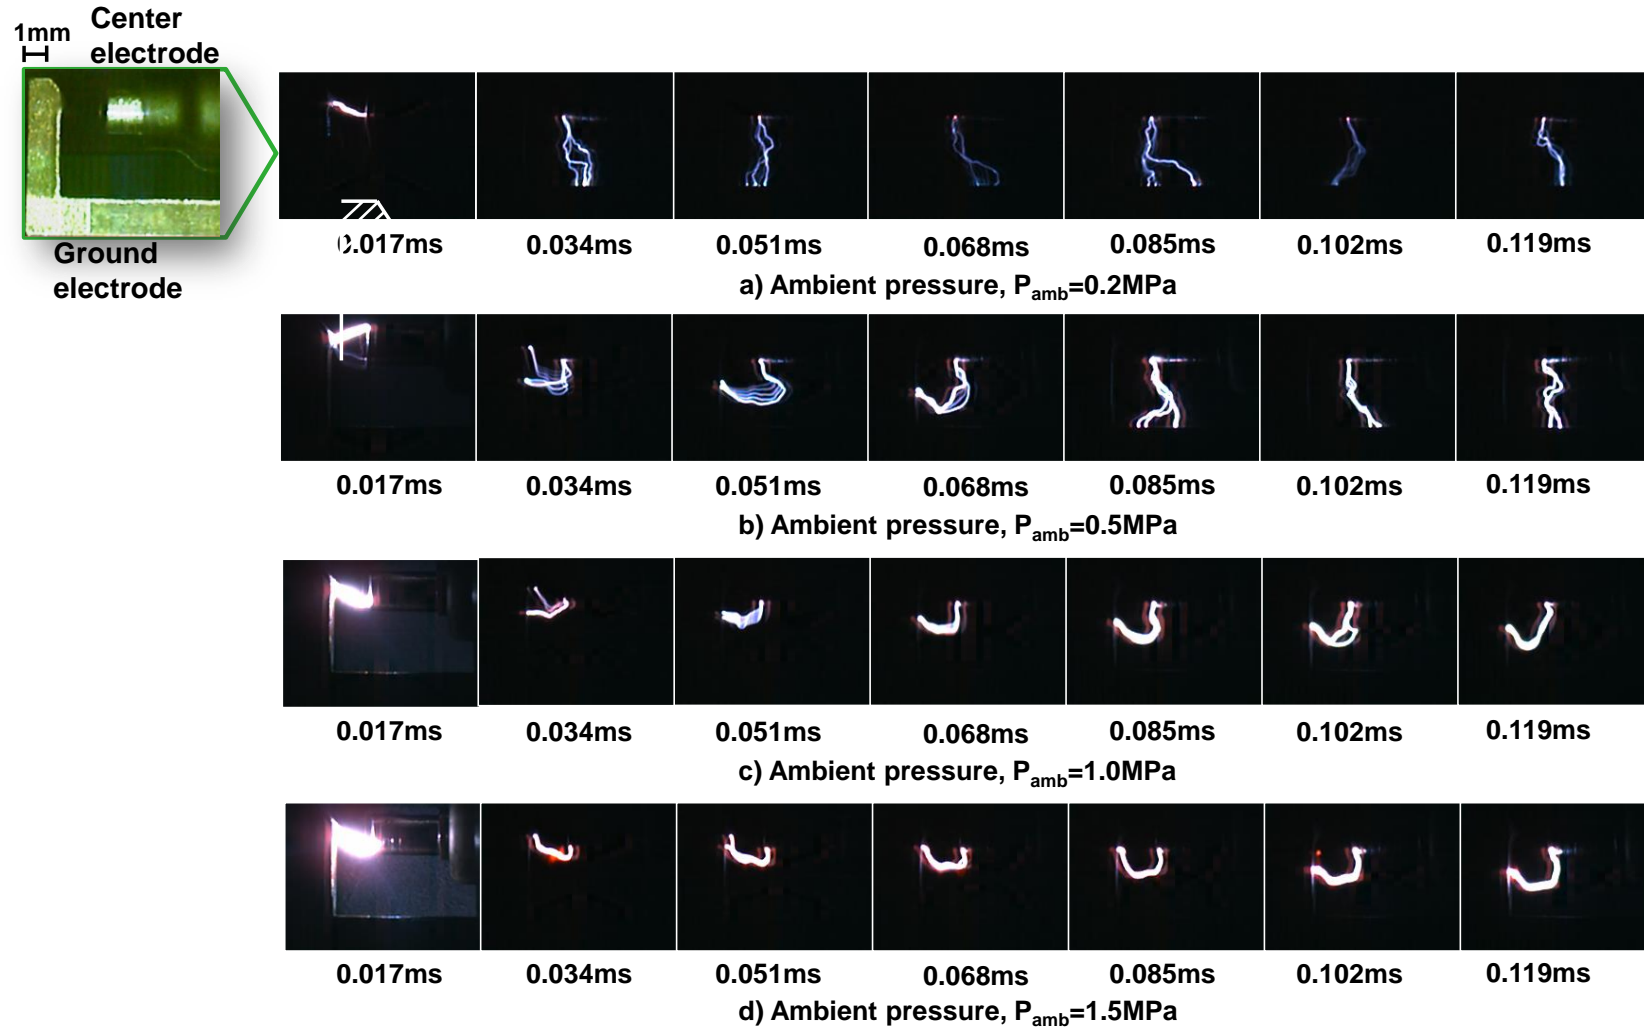 Center
1mm
electrode
Ground
electrode
0.017ms 0.034ms 0.051ms 0.068ms 0.085ms 0.102ms 0.119ms
a) Ambient pressure, Pamb=0.2MPa
0.017ms 0.034ms 0.051ms 0.068ms 0.085ms 0.102ms 0.119ms
b) Ambient pressure, Pamb=0.5MPa
0.017ms 0.034ms 0.051ms 0.068ms 0.085ms 0.102ms 0.119ms
c) Ambient pressure, Pamb=1.0MPa
0.017ms 0.034ms 0.051ms 0.068ms 0.085ms 0.102ms 0.119ms
d) Ambient pressure, Pamb=1.5MPa